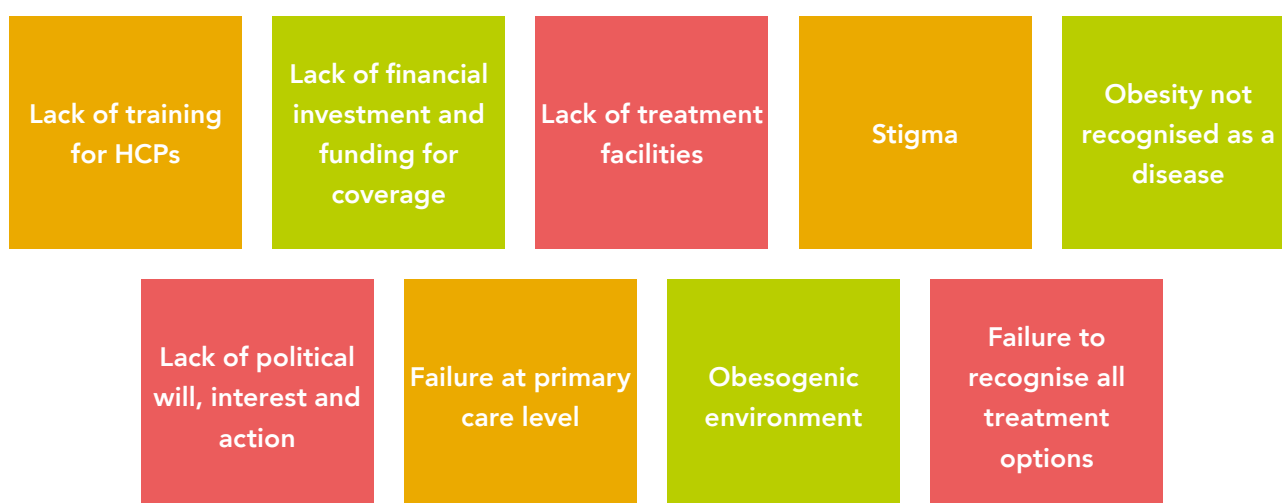 Lack of training
for HCPs
Lack of financial
investment and
funding for
coverage
Lack of treatment
facilities
Stigma
Obesity not
recognised as a
disease
Lack of political
will, interest and
action
Failure at primary
care level
Obesogenic
environment
Failure to
recognise all
treatment
options